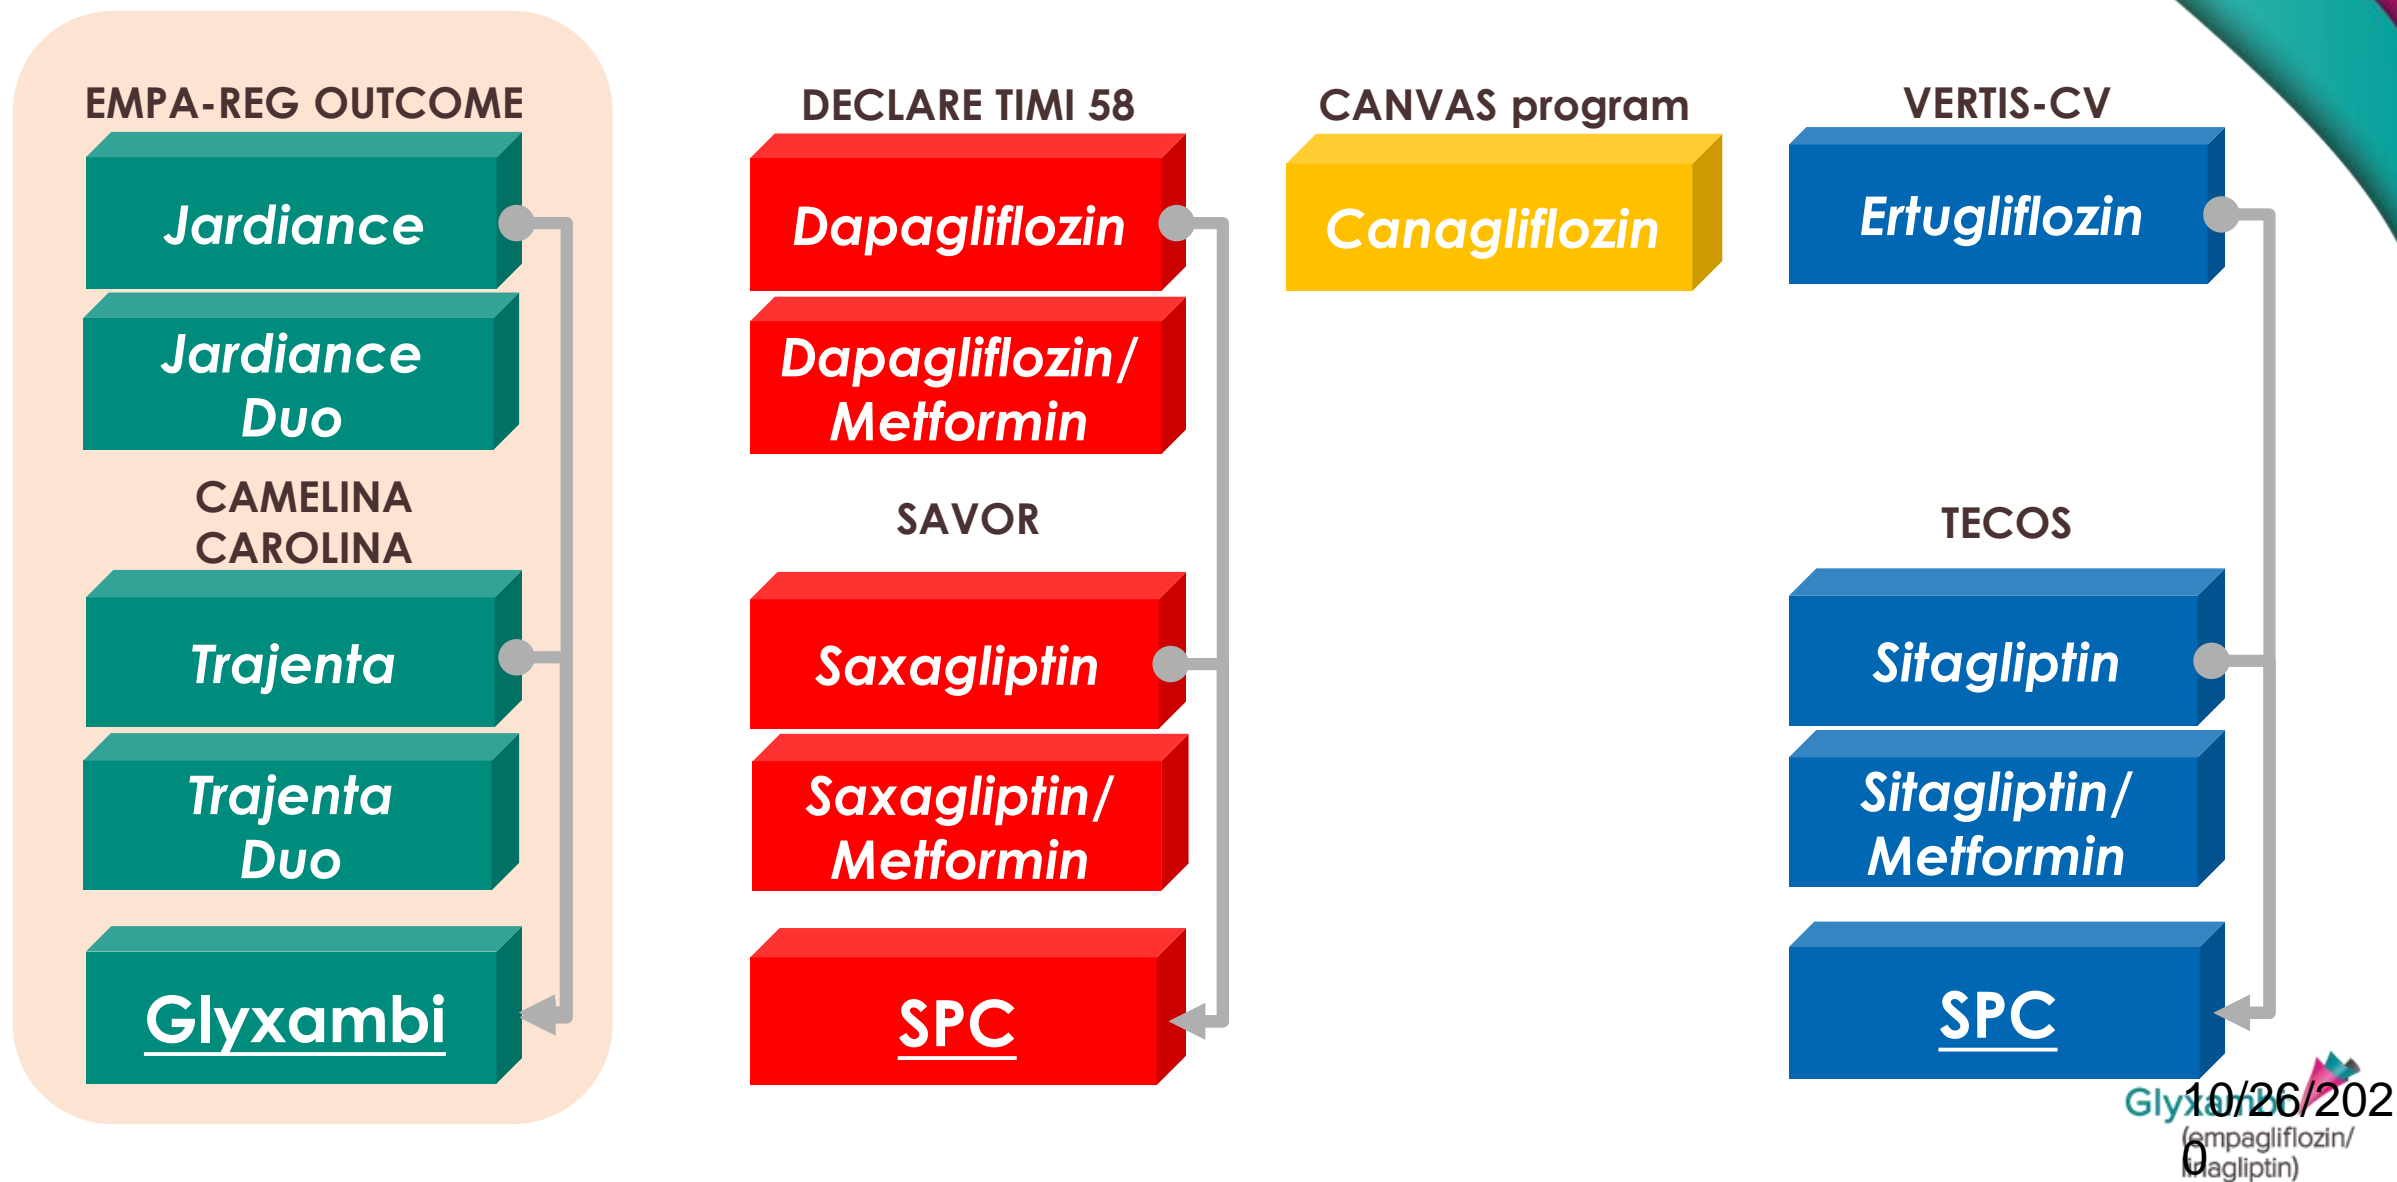 EMPA-REG OUTCOME
Jardiance
Jardiance
Duo
CAMELINA
CAROLINA
Trajenta
Trajenta
Duo
Glyxambi
DECLARE TIMI 58
Dapagliflozin
Dapagliflozin/
Metformin
SAVOR
Saxagliptin
Saxagliptin/
Metformin
SPC
CANVAS program
Canagliflozin
VERTIS-CV
Ertugliflozin
TECOS
Sitagliptin
Sitagliptin/
Metformin
SPC
Glyxambi
(empagliflozin/
linagliptin)
10/26/202
0